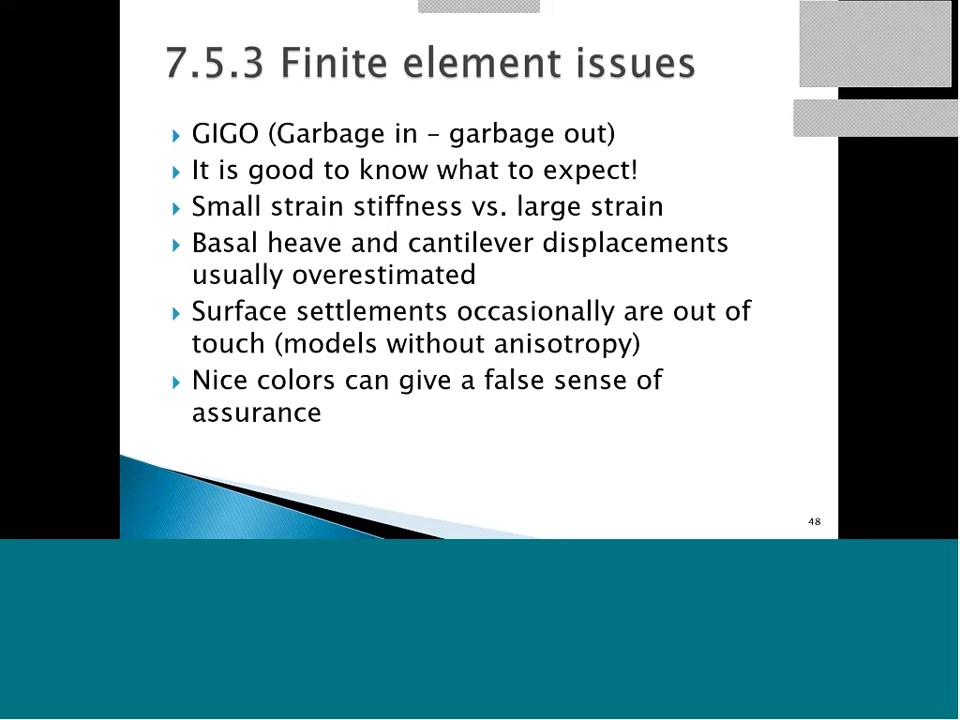 7.5.3 Finite element issues
GIGO (Garbage in – garbage out)
It is good to know what to expect!
Small strain stiffness vs. large strain
Basal heave and cantilever displacements
usually overestimated
Surface settlements occasionally are out of
touch (models without anisotropy)
Nice colors can give a false sense of
assurance
48